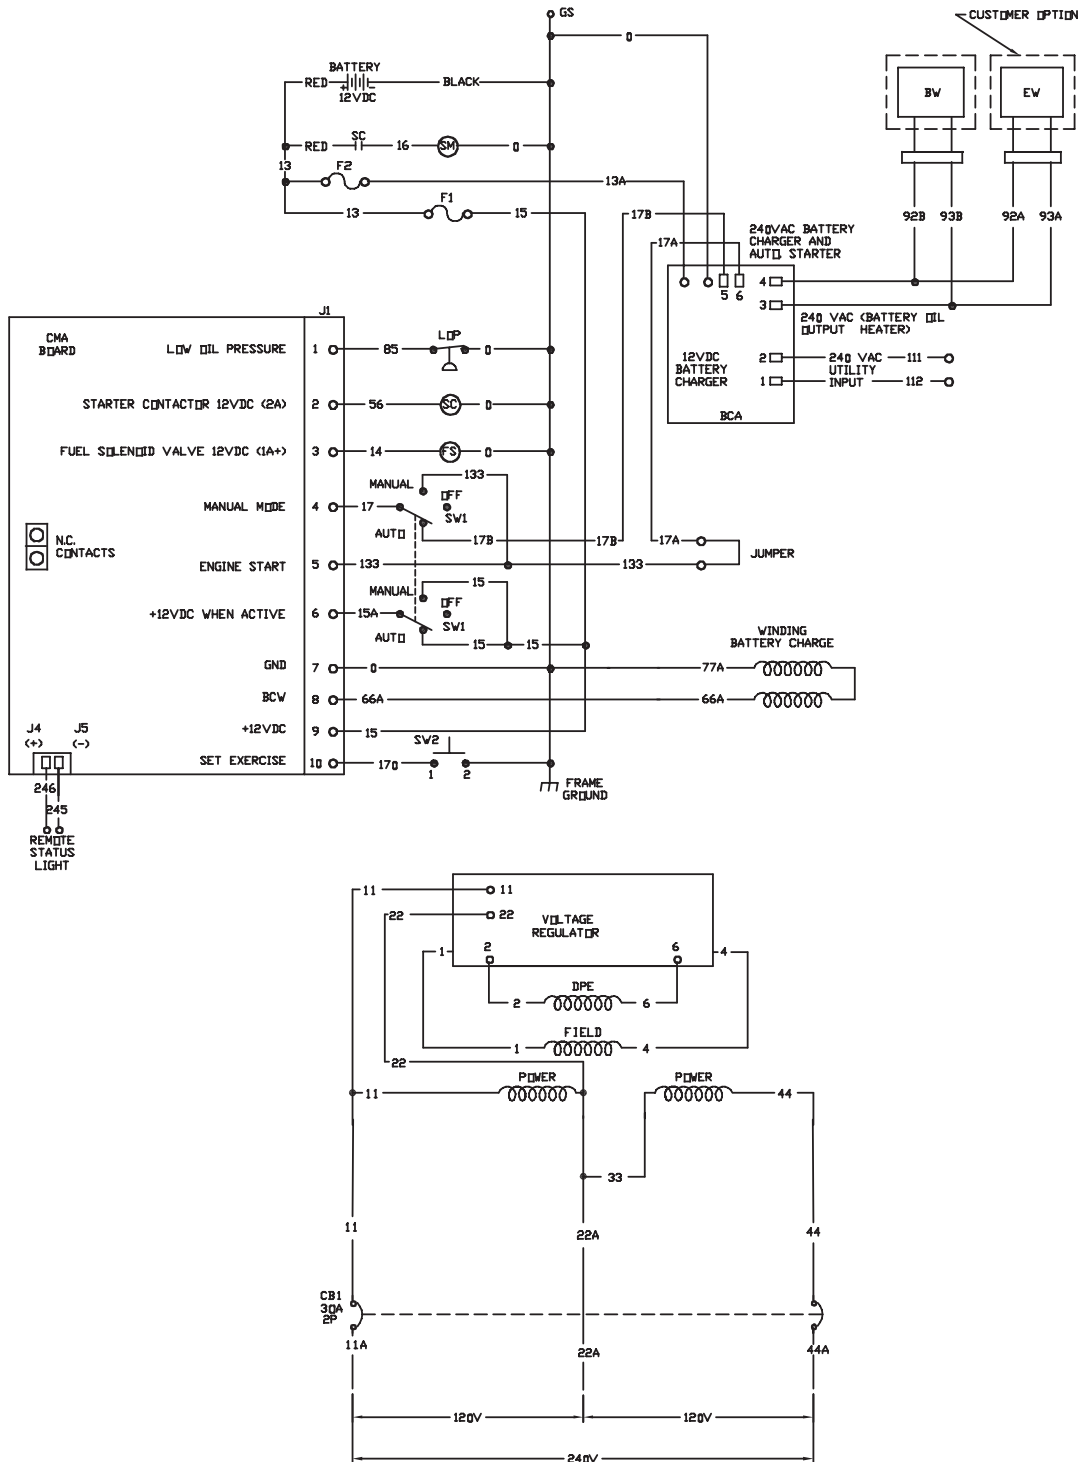 GS
0
CUSTOMER OPTION
BATTERY
RED
+
-
BLACK
12VDC
BW
EW
SC
RED
16
SM
0
13
F2
13A
F1
13
15
17B
92B
93B
92A
93A
17A
240VAC BATTERY
CHARGER AND
AUTO. STARTER
5
6
4
3
240 VAC (BATTERY OIL
OUTPUT HEATER)
12VDC
BATTERY
CHARGER
2
240 VAC
111
UTILITY
1
INPUT
112
BCA
J1
CMA
BOARD
LOW OIL PRESSURE
1
85
LOP
0
STARTER CONTACTOR 12VDC (2A)
2
56
SC
0
FUEL SOLENOID VALVE 12VDC (1A+)
3
14
FS
0
133
MANUAL
OFF
MANUAL MODE
4
17
SW1
AUTO
17B
17B
17A
N.C.
CONTACTS
JUMPER
ENGINE START
5
133
133
MANUAL
15
OFF
+12VDC WHEN ACTIVE
6
15A
SW1
AUTO
15
15
WINDING
BATTERY CHARGE
GND
7
0
77A
BCW
8
66A
66A
J4
(+)
J5
(-)
+12VDC
9
15
SW2
SET EXERCISE
10
170
1
2
FRAME
GROUND
246
245
REMOTE
STATUS
LIGHT
11
11
22
22
VOLTAGE
REGULATOR
1
2
6
4
DPE
2
6
FIELD
1
4
22
POWER
POWER
11
44
33
11
22A
44
CB1
30A
2P
11A
22A
44A
120V
120V
240V